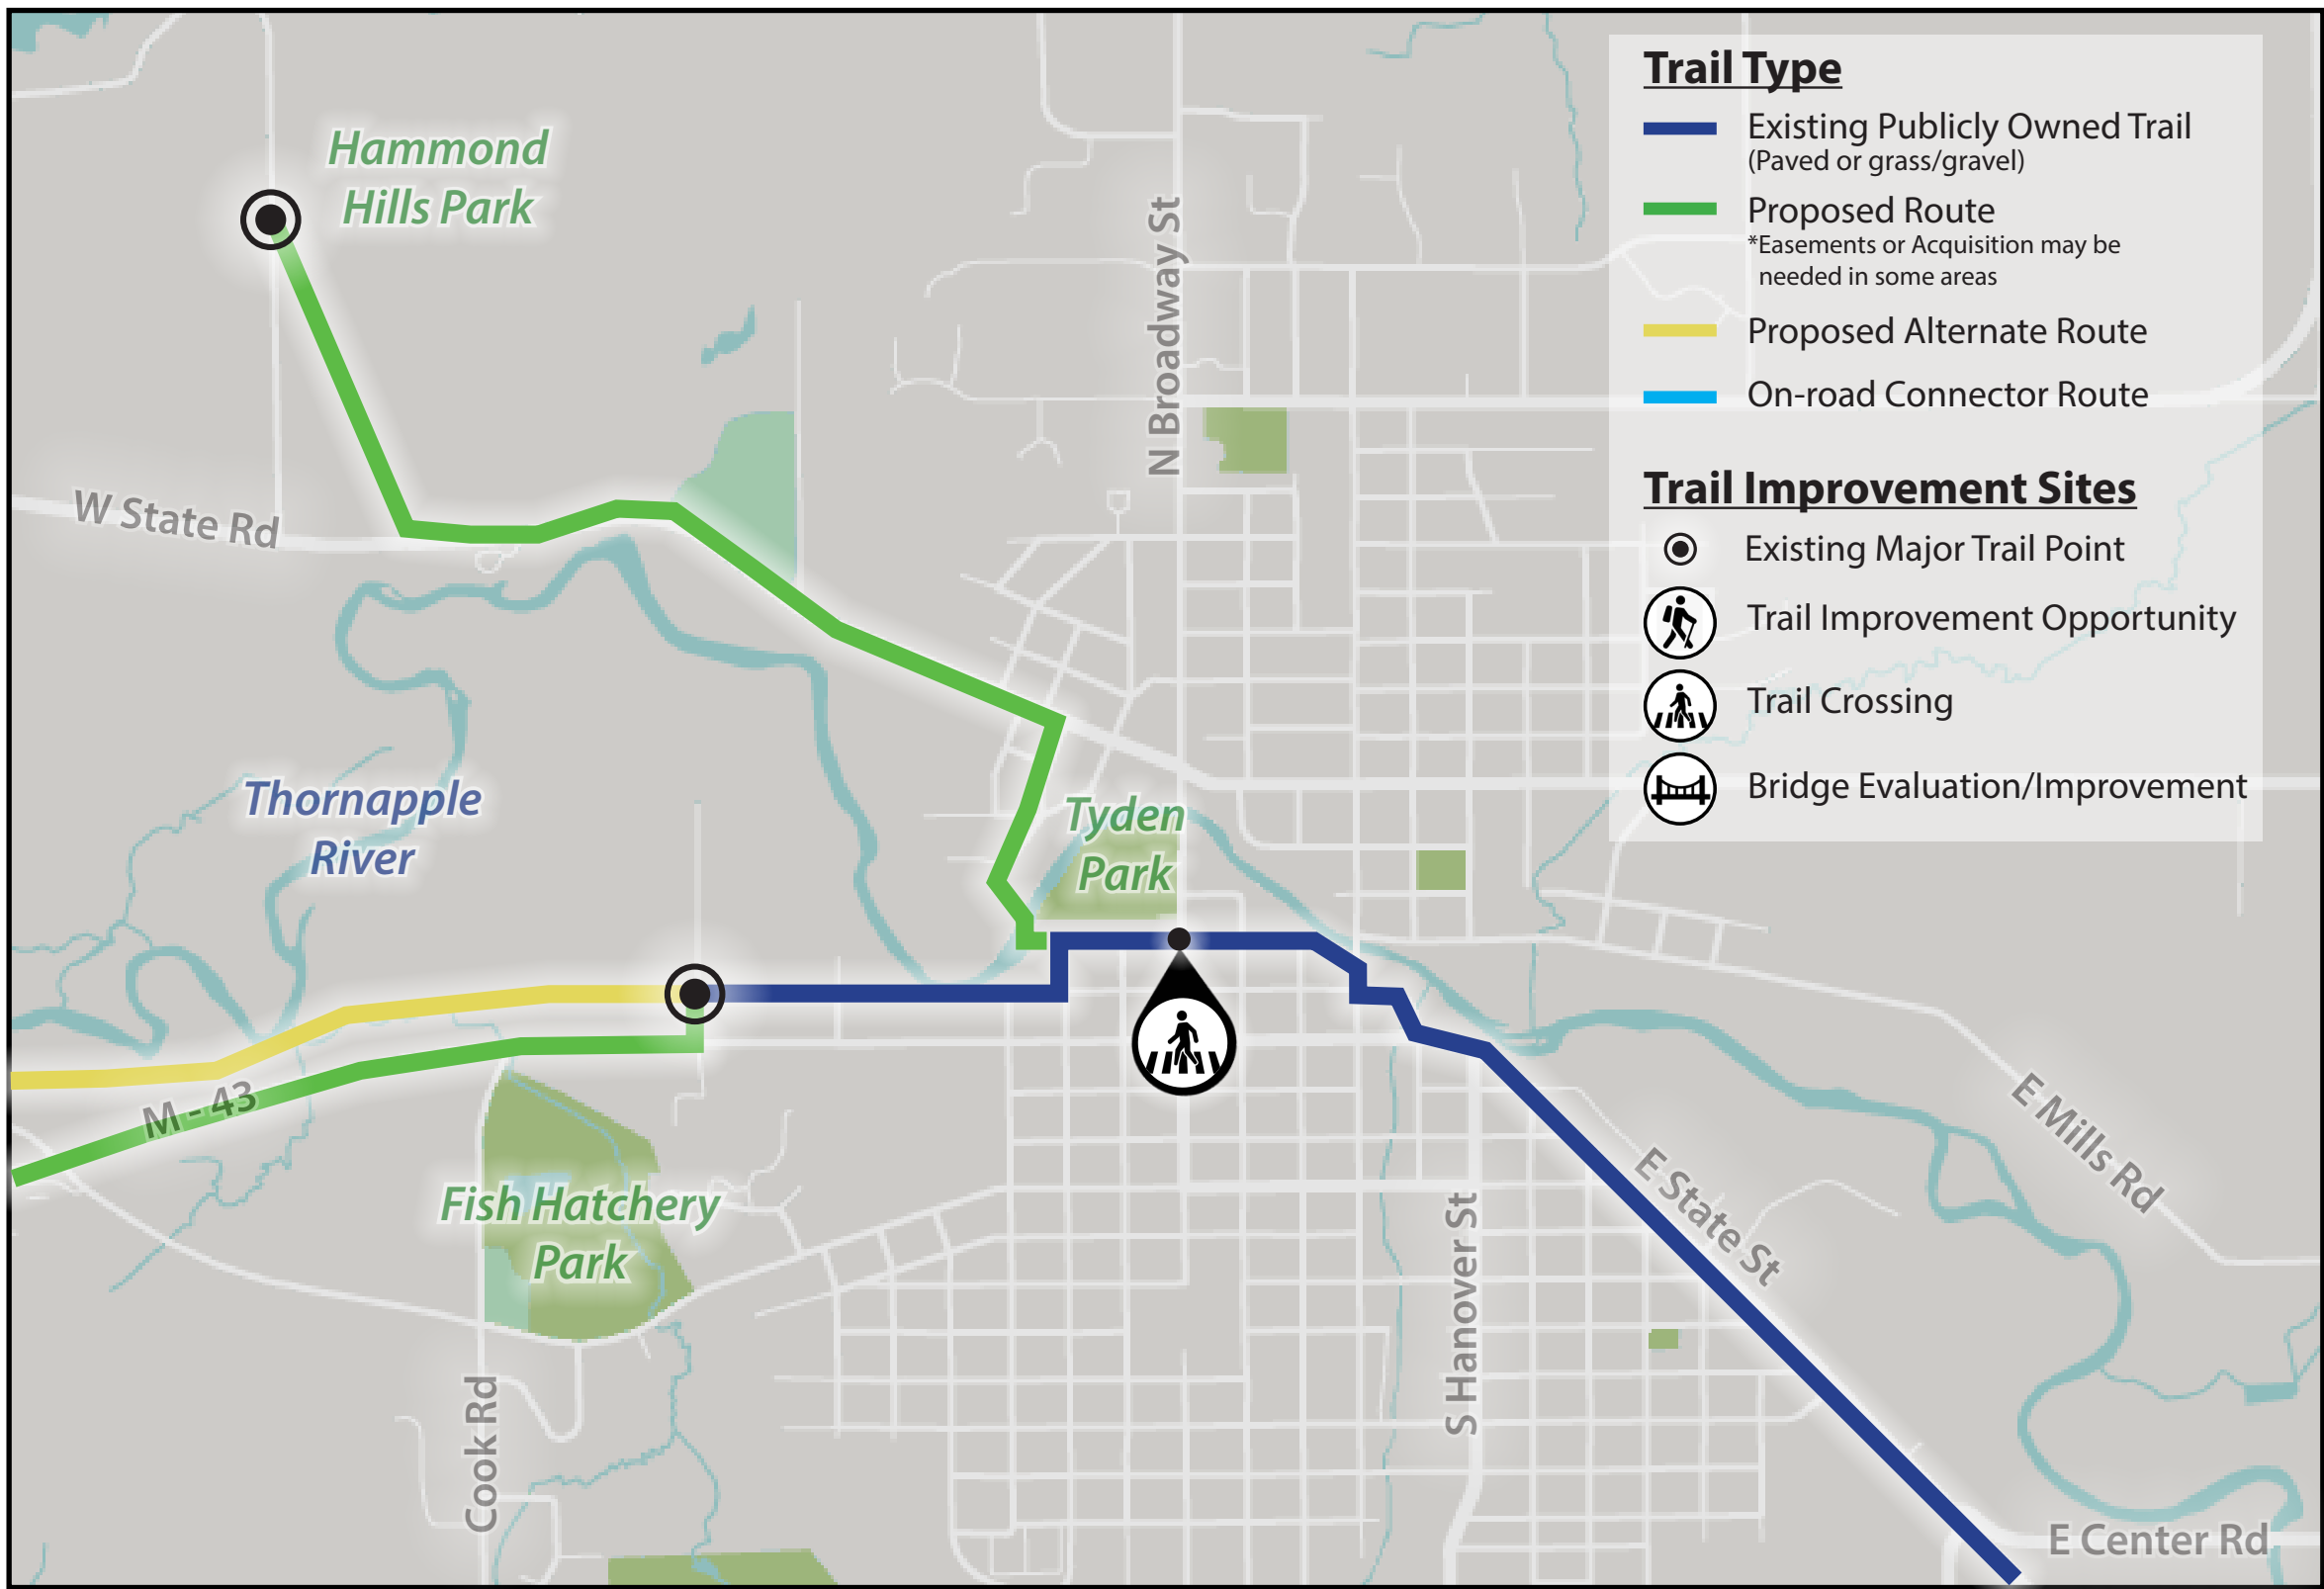 Trail Type
Existing Publicly Owned Trail
(Paved or grass/gravel)
Proposed Route
*Easements or Acquisition may be
needed in some areas
Proposed Alternate Route
On-road Connector Route
Trail Improvement Sites
Existing Major Trail Point
Trail Improvement Opportunity
Trail Crossing
Bridge Evaluation/Improvement
Hammond
Hills Park
N Broadway St
W State Rd
Thornapple
River
Tyden
Park
M - 43
Fish Hatchery
Park
Cook Rd
S Hanover St
E State St
E Mills Rd
E Center Rd